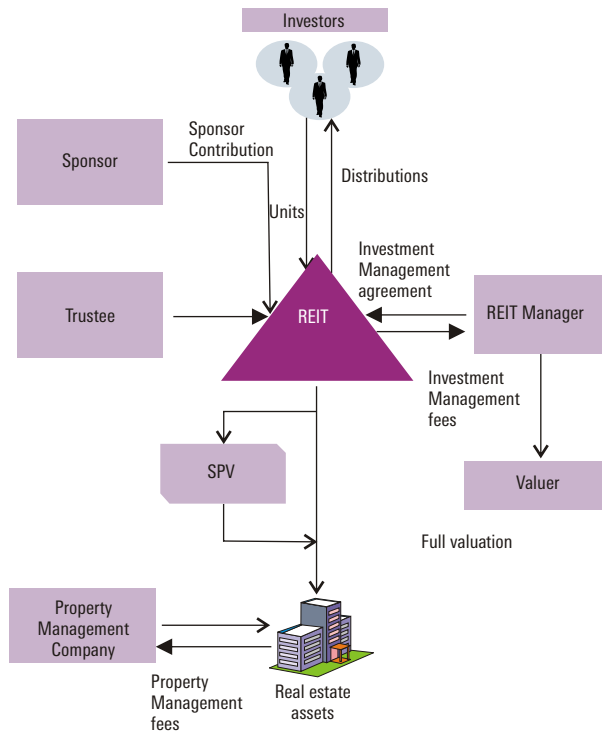 Investors
Sponsor
Contribution
Sponsor
Distributions
Units
Investment
Management
agreement
Trustee
REIT
REIT Manager
Investment
Management
fees
SPV
Valuer
Full valuation
Property
Management
Company
Property
Management
fees
Real estate
assets